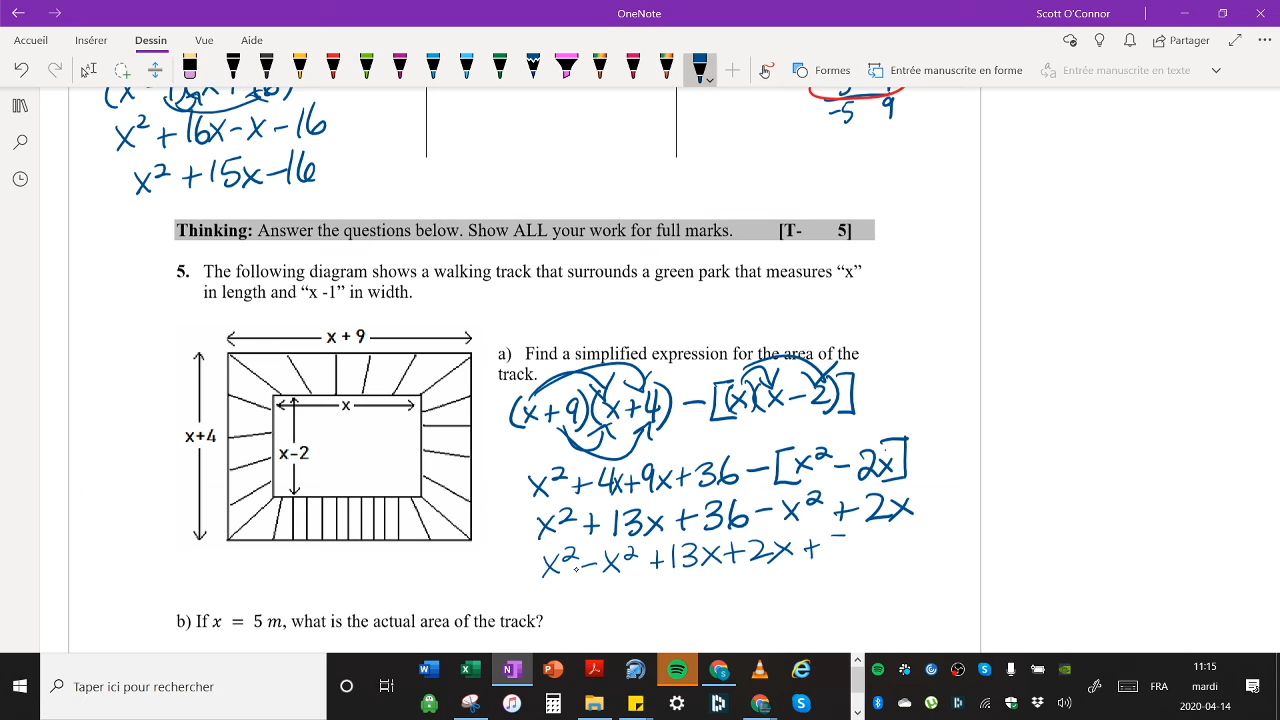 OneNote
Scott O'Connor
Accueil Insérer Dessin Vue Aide
Partager
Formes Entrée manuscrite en forme Entrée manuscrite en texte
x² + 16x - x - 16
x² + 15x - 16
-5 9
Thinking: Answer the questions below. Show ALL your work for full marks. [T- 5]
5. The following diagram shows a walking track that surrounds a green park that measures “x”
in length and “x -1” in width.
x + 9
x+4
x
x-2
a) Find a simplified expression for the area of the
track.
(x + 9)(x + 4) - [(x)(x - 2)]
x² + 4x + 9x + 36 - [x² - 2x]
x² + 13x + 36 - x² + 2x
x² - x² + 13x + 2x +
b) If x = 5 m, what is the actual area of the track?
Taper ici pour rechercher
FRA
11:15
mardi
2020-04-14